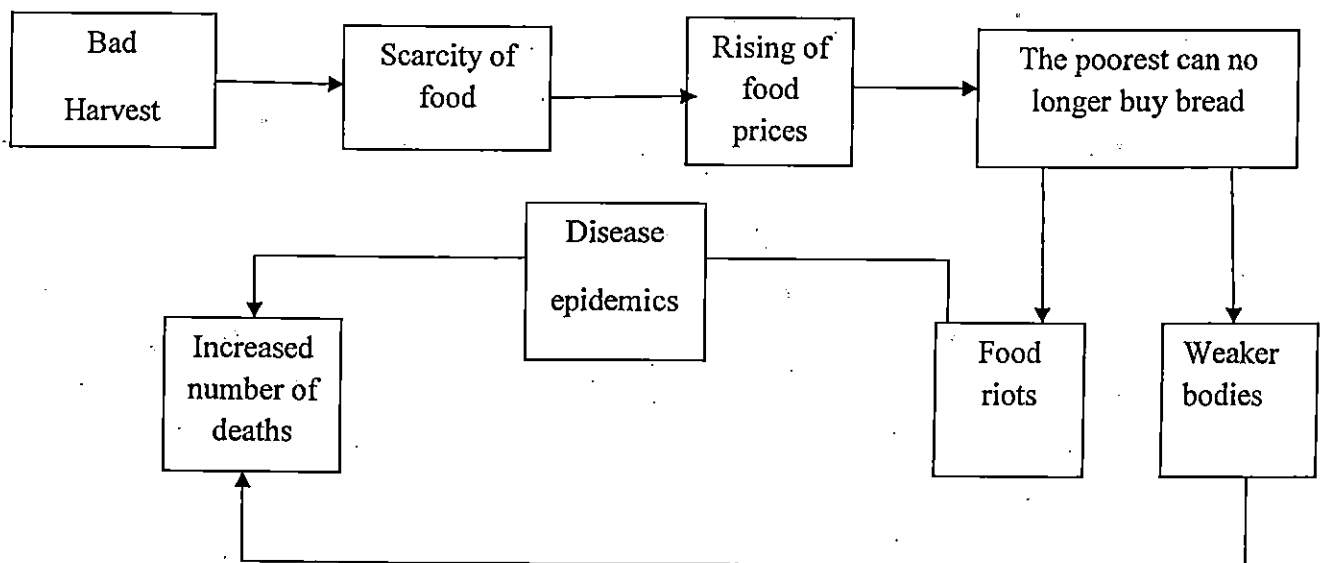 Bad
Harvest
Scarcity of
food
Rising of
food
prices
The poorest can no
longer buy bread
Disease
epidemics
Increased
number of
deaths
Food
riots
Weaker
bodies